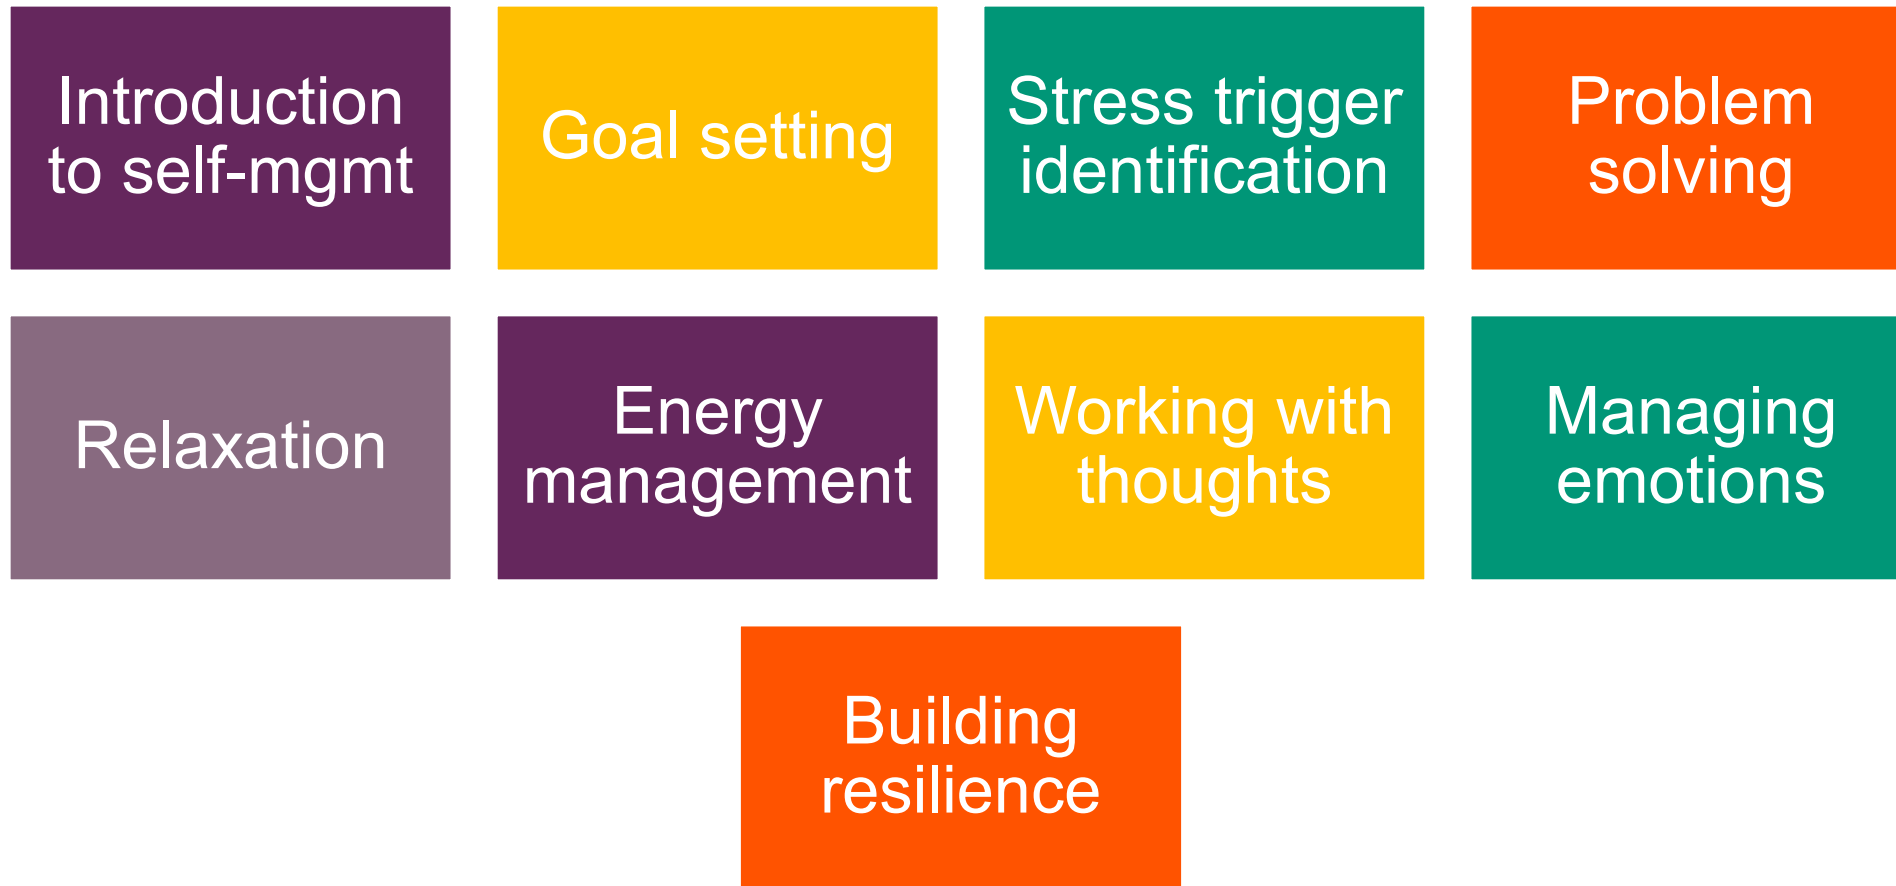 Introduction
to self-mgmt
Goal setting
Stress trigger
identification
Problem
solving
Relaxation
Energy
management
Working with
thoughts
Managing
emotions
Building
resilience